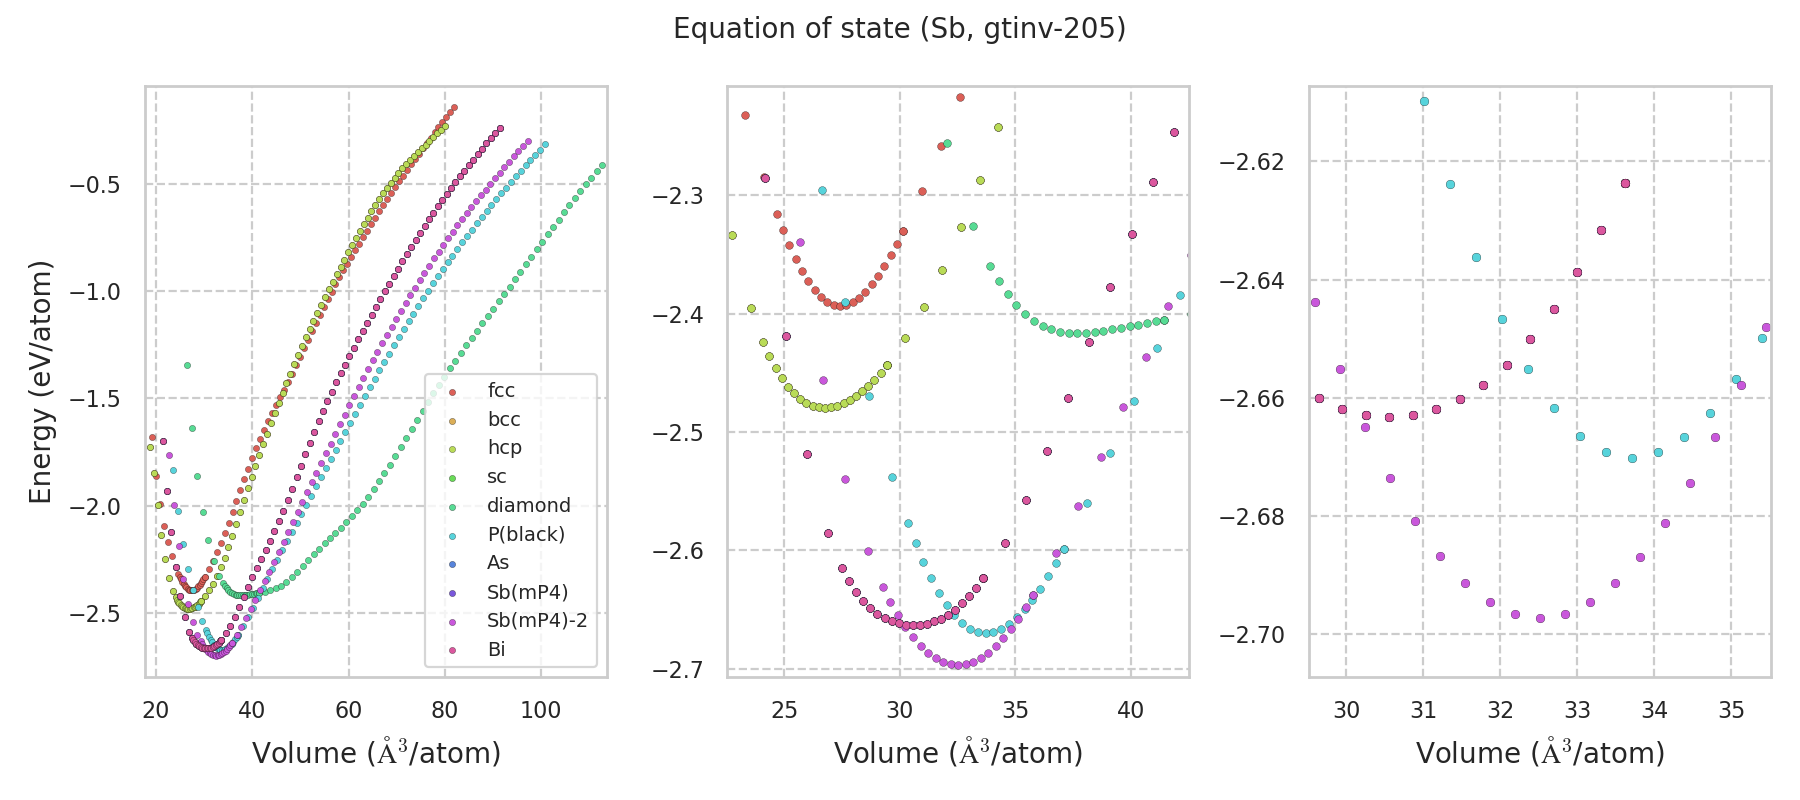 Equation of state (Sb, gtinv-205)
Energy (eV/atom)
−0.5
−1.0
−1.5
−2.0
−2.5
20 40 60 80 100
Volume (Å³/atom)
fcc
bcc
hcp
sc
diamond
P(black)
As
Sb(mP4)
Sb(mP4)-2
Bi
−2.3
−2.4
−2.5
−2.6
−2.7
25 30 35 40
Volume (Å³/atom)
−2.62
−2.64
−2.66
−2.68
−2.70
30 31 32 33 34 35
Volume (Å³/atom)